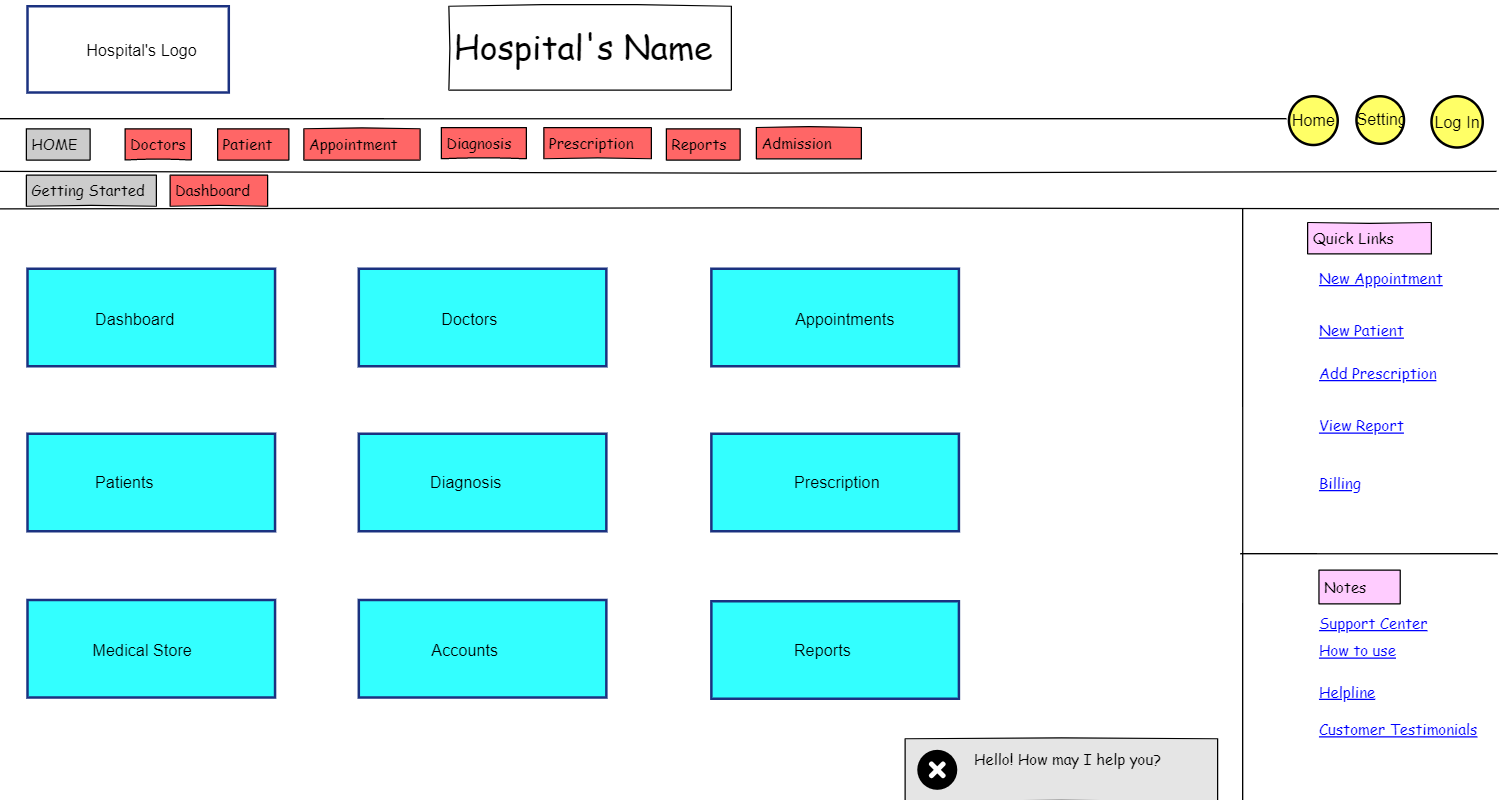 Hospital's Logo
Hospital's Name
Home Setting Log In
HOME Doctors Patient Appointment Diagnosis Prescription Reports Admission
Getting Started Dashboard
Dashboard Doctors Appointments
Patients Diagnosis Prescription
Medical Store Accounts Reports
Quick Links
New Appointment
New Patient
Add Prescription
View Report
Billing
Notes
Support Center
How to use
Helpline
Customer Testimonials
Hello! How may I help you?